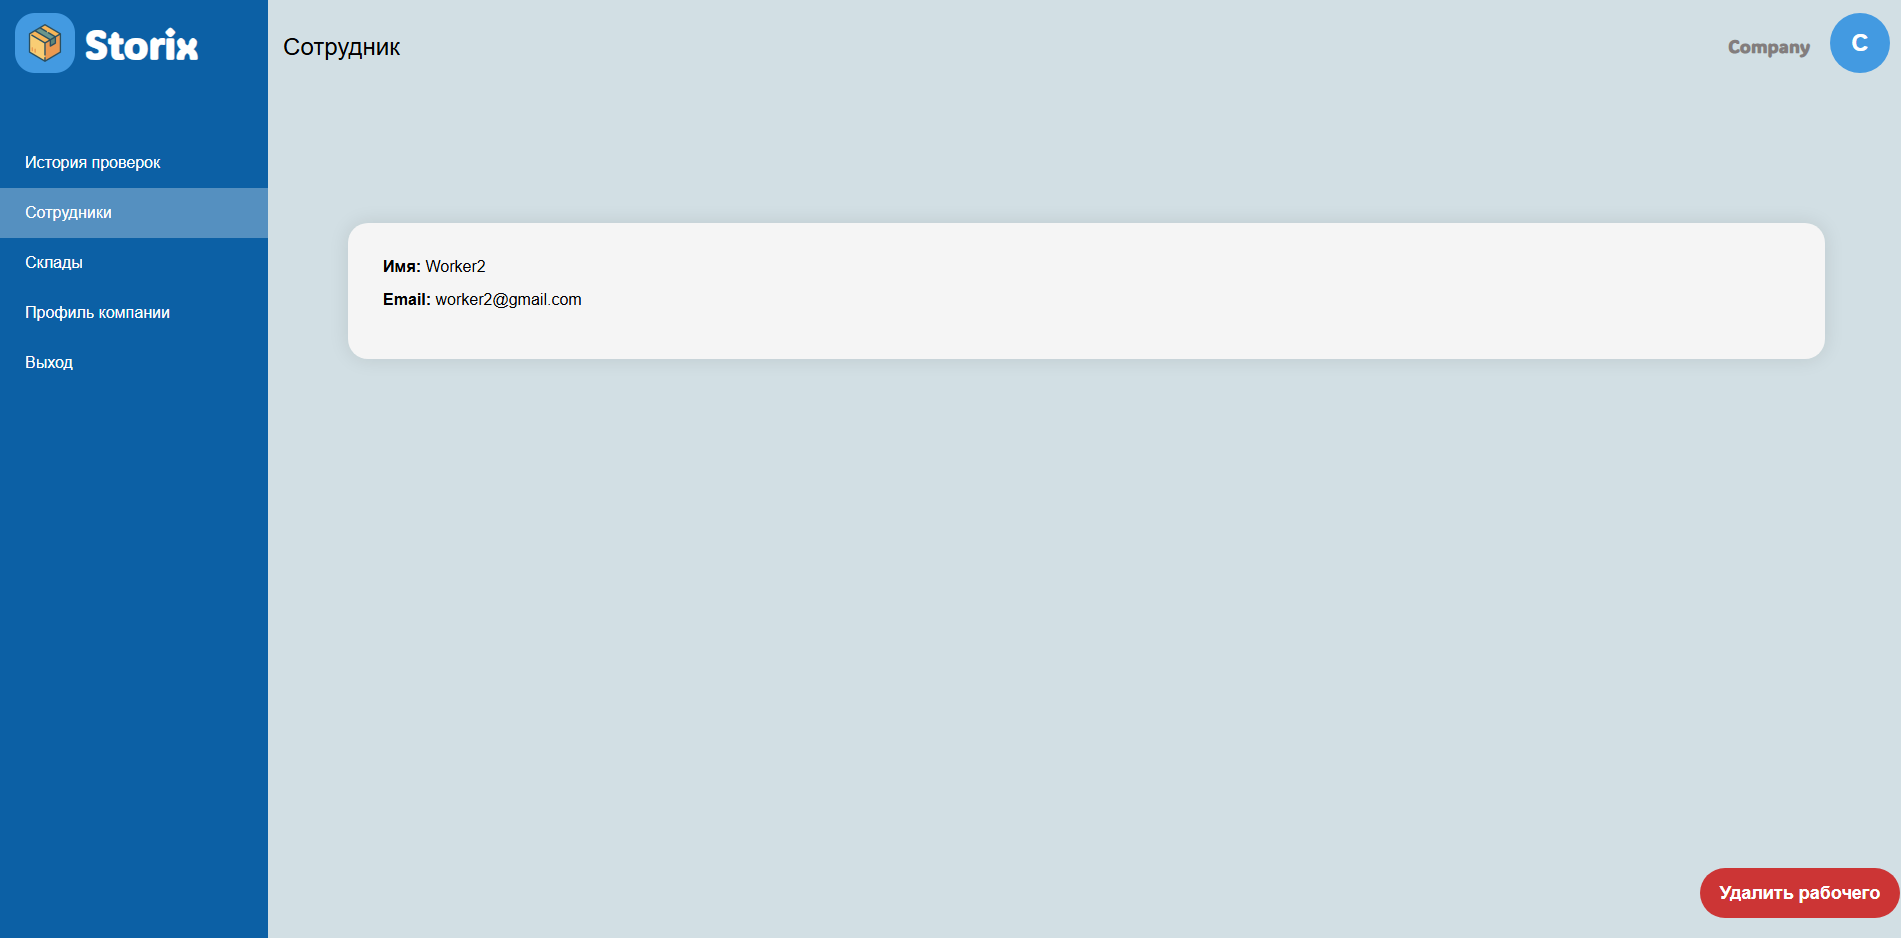 Storix
Сотрудник
Company
C
История проверок
Сотрудники
Склады
Профиль компании
Выход
Имя: Worker2
Email: worker2@gmail.com
Удалить рабочего